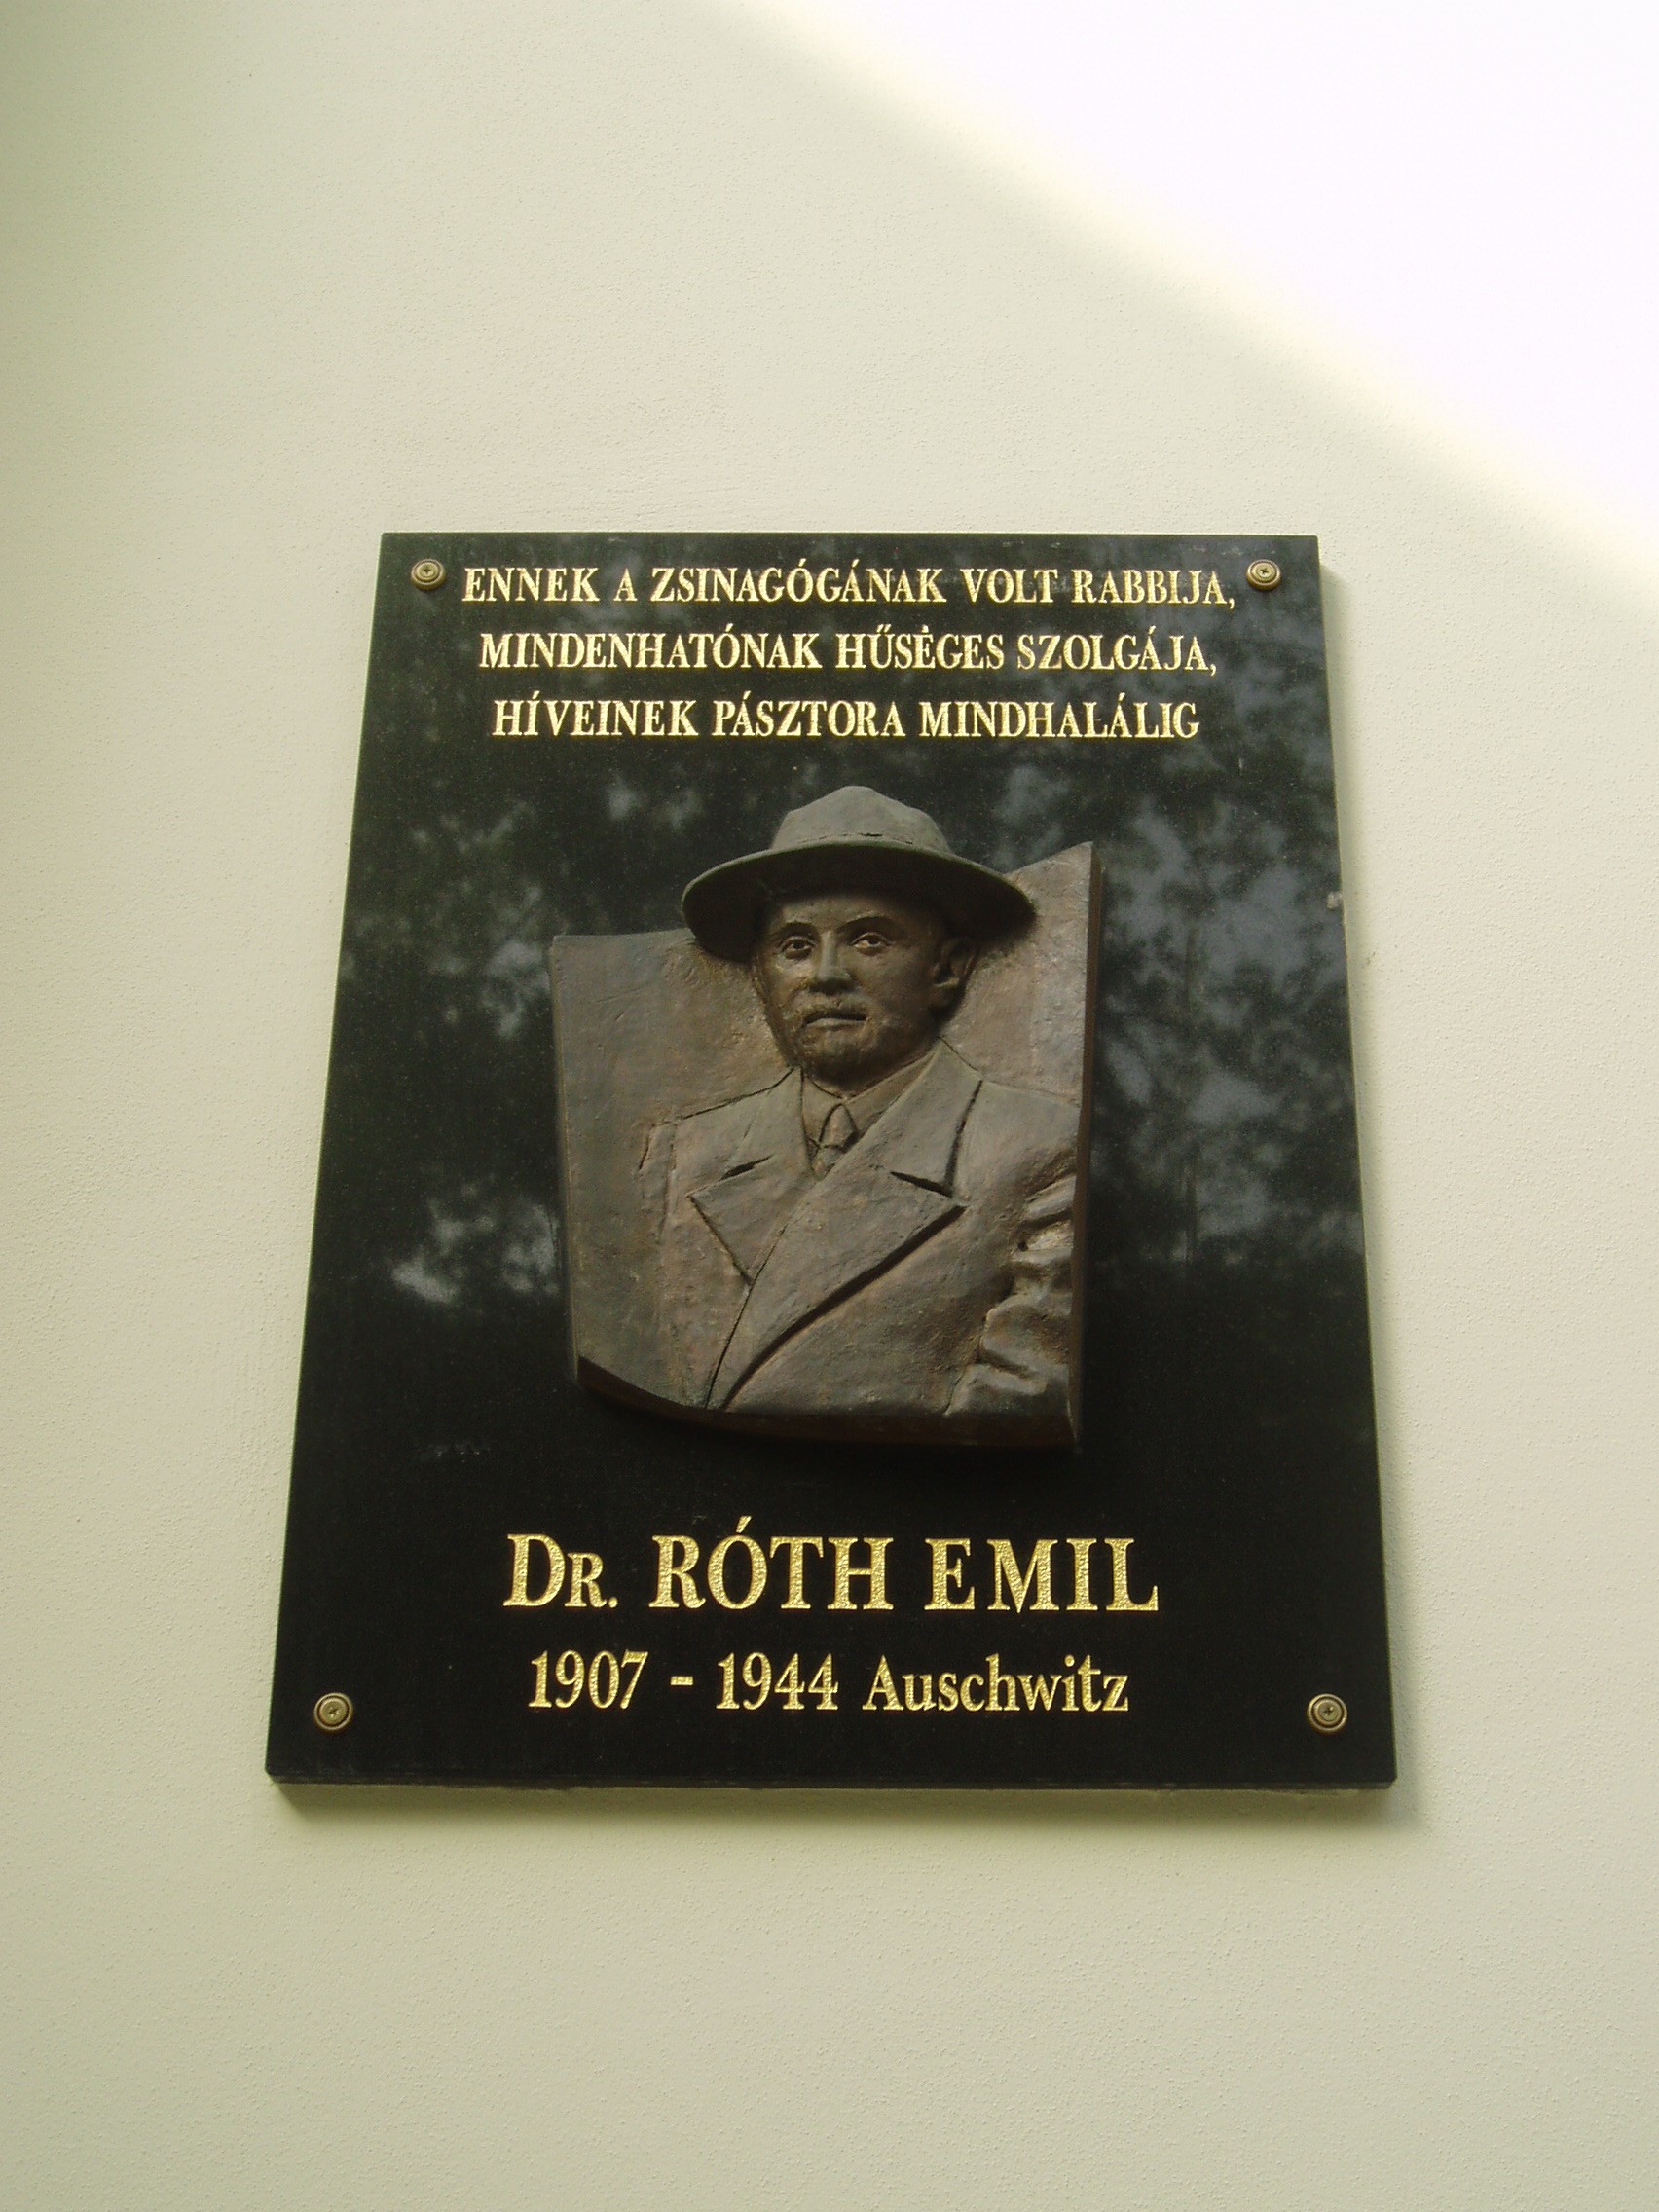 ENNEK A ZSINAGÓGÁNAK VOLT RABBIJA,
MINDENHATÓNAK HŰSÉGES SZOLGÁJA,
HÍVEINEK PÁSZTORA MINDHALÁLIG
DR. RÓTH EMIL
1907 - 1944 Auschwitz